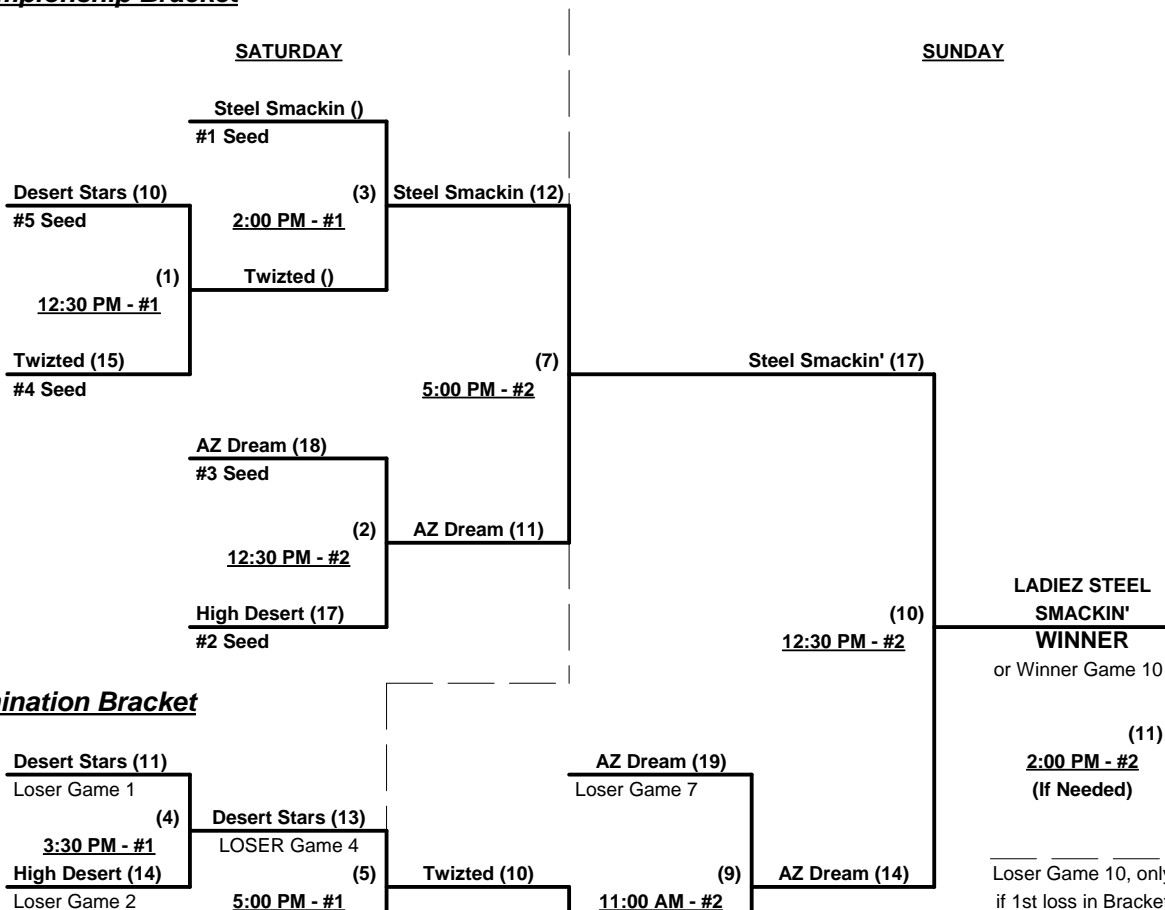 SATURDAY
SUNDAY
Steel Smackin ()
#1 Seed
Desert Stars (10)
#5 Seed
(3)
2:00 PM - #1
Steel Smackin (12)
(1)
12:30 PM - #1
Twizted ()
Twizted (15)
#4 Seed
(7)
5:00 PM - #2
Steel Smackin' (17)
AZ Dream (18)
#3 Seed
(2)
12:30 PM - #2
AZ Dream (11)
High Desert (17)
#2 Seed
(10)
12:30 PM - #2
LADIEZ STEEL
SMACKIN'
WINNER
or Winner Game 10
Bracket
Desert Stars (11)
Loser Game 1
(4)
3:30 PM - #1
High Desert (14)
Loser Game 2
Desert Stars (13)
LOSER Game 4
(5)
5:00 PM - #1
Twizted (10)
AZ Dream (19)
Loser Game 7
(9)
11:00 AM - #2
AZ Dream (14)
(11)
2:00 PM - #2
(If Needed)
Loser Game 10, only
if 1st loss in Bracket